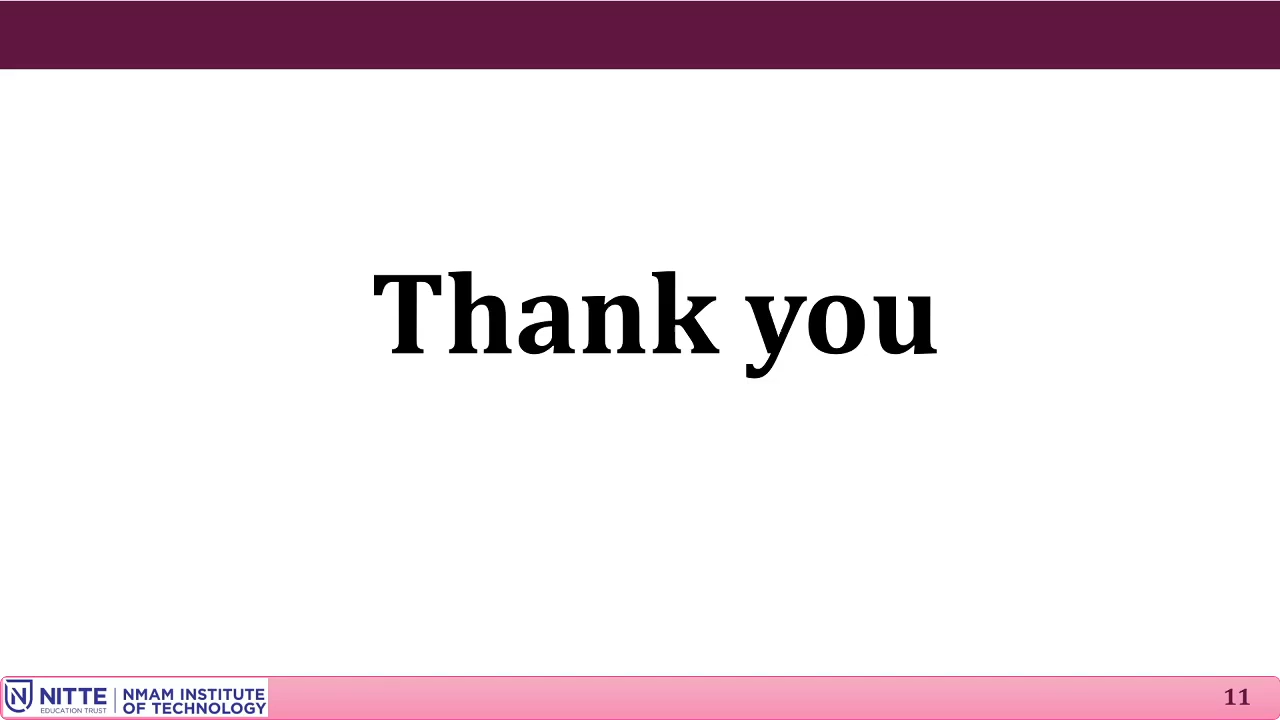 Thank you
NITTE
EDUCATION TRUST
NMAM INSTITUTE
OF TECHNOLOGY
11